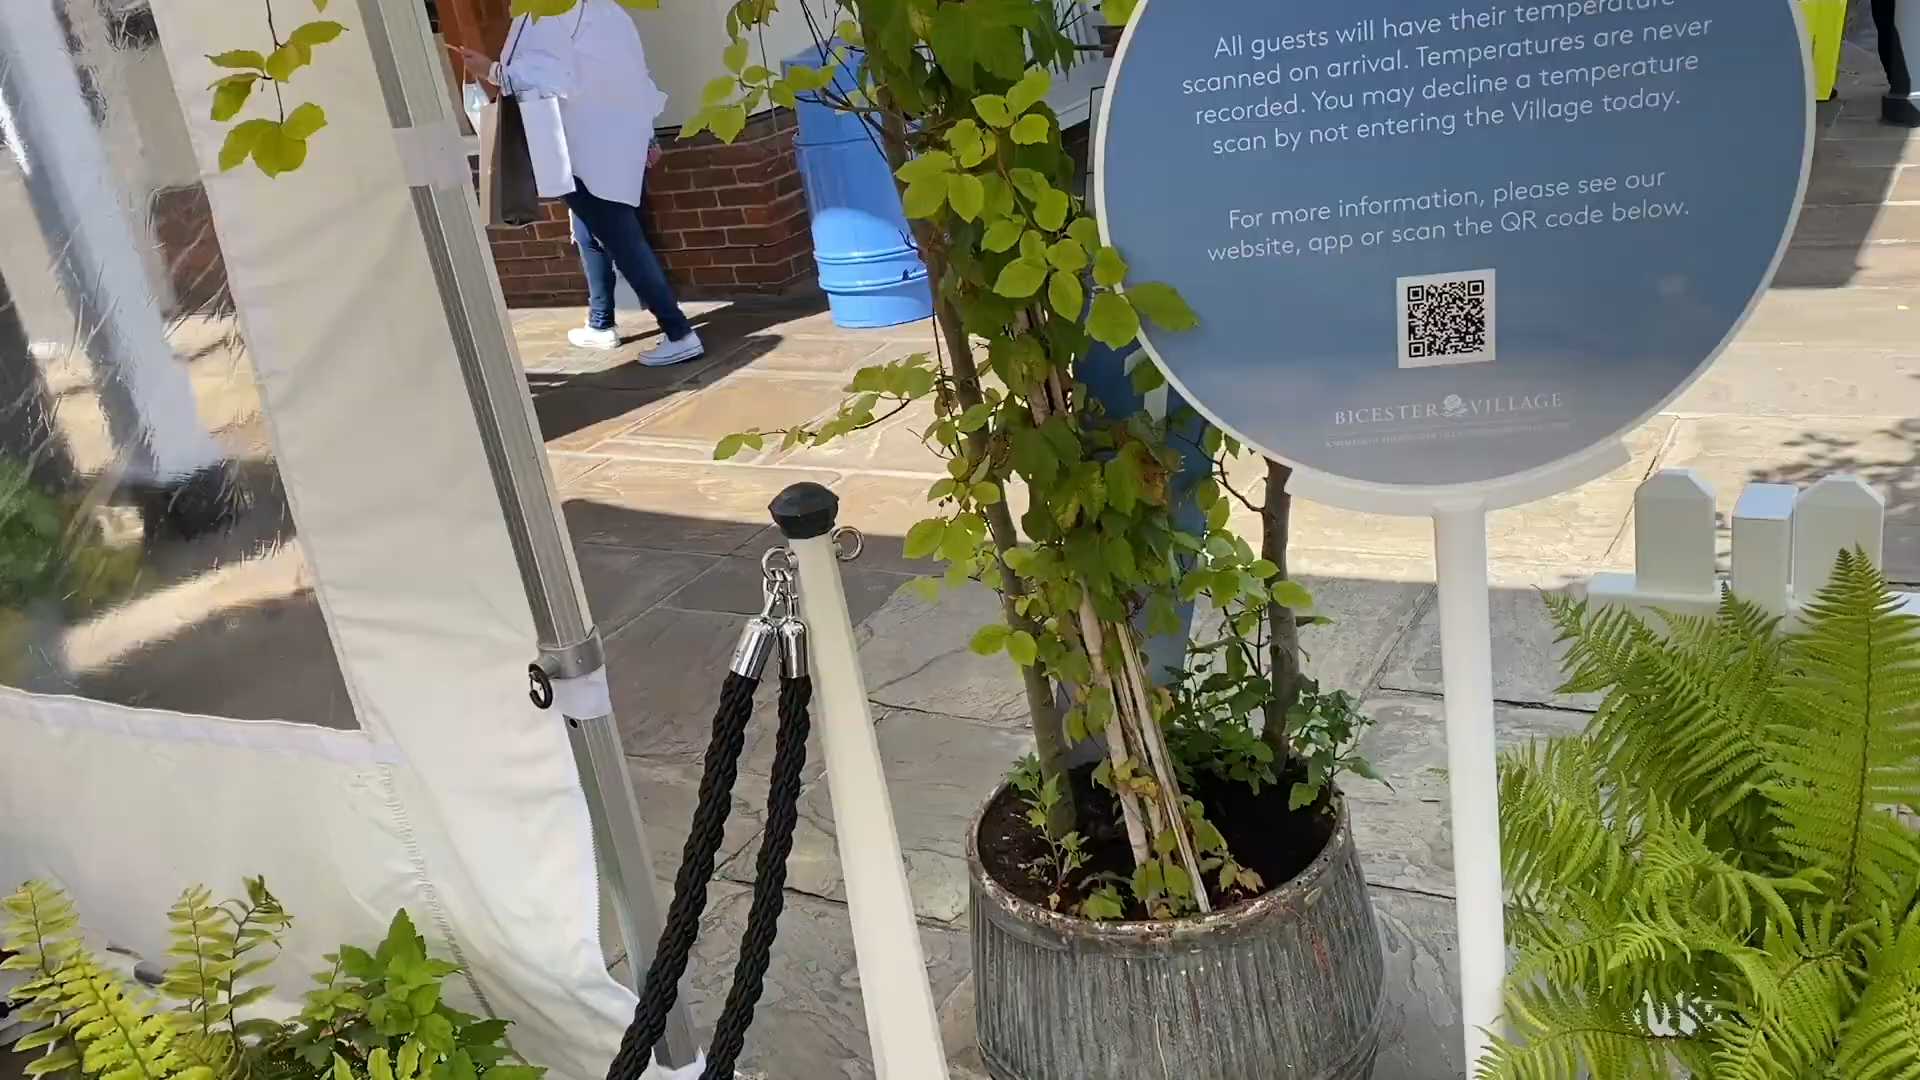 All guests will have their temperature
scanned on arrival. Temperatures are never
recorded. You may decline a temperature
scan by not entering the Village today.
For more information, please see our
website, app or scan the QR code below.
BICESTER VILLAGE